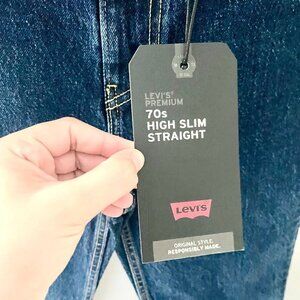 LEVI'S®
PREMIUM
70s
HIGH SLIM
STRAIGHT
LEVI'S
ORIGINAL STYLE.
RESPONSIBLY MADE.